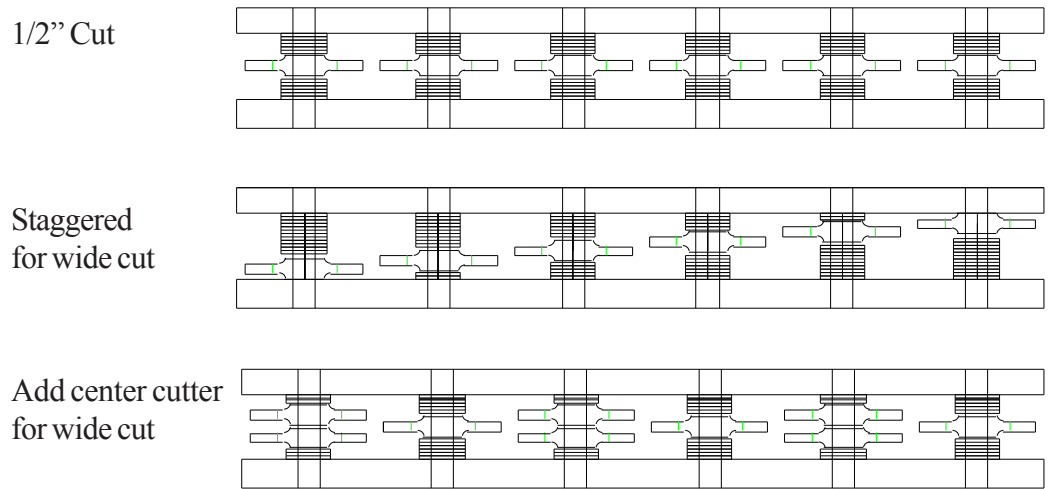 1/2” Cut
Staggered
for wide cut
Add center cutter
for wide cut